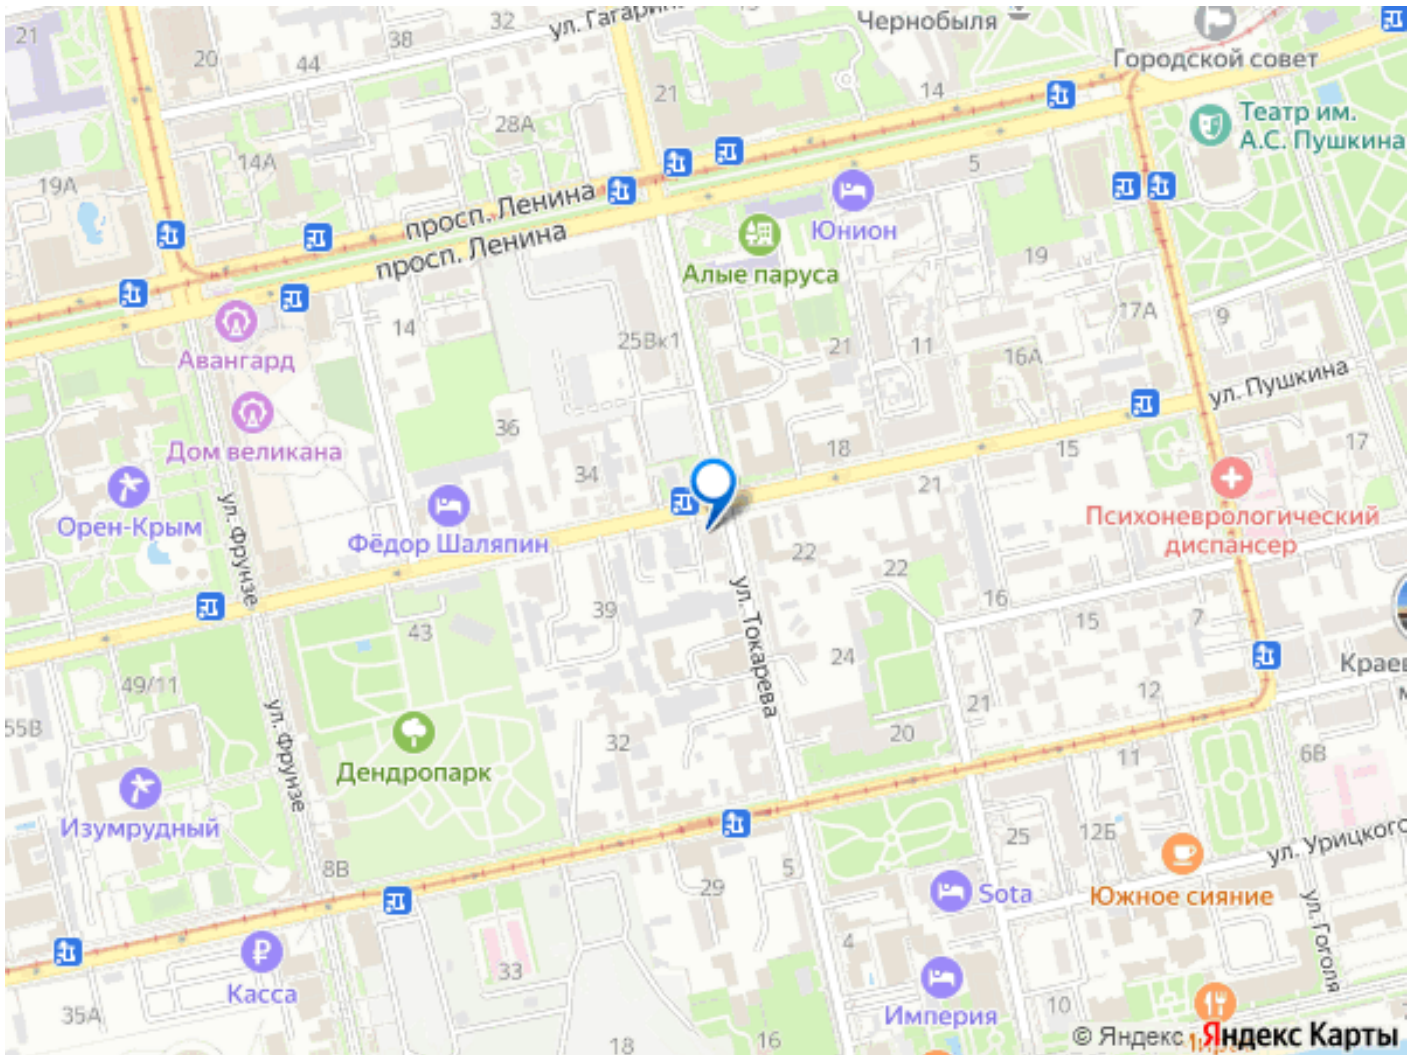 21
32
ул. Гагарина
Чернобыля
Городской совет
38
20
44
21
14
Театр им.
А.С. Пушкина
28А
14А
19А
5
просп. Ленина
просп. Ленина
Юнион
Алые паруса
19
14
25Вк1
21
11
17А
9
16А
Авангард
ул. Пушкина
Дом великана
36
34
18
15
17
21
Орен-Крым
ул. Фрунзе
Фёдор Шаляпин
Психоневрологический
диспансер
22
22
39
43
16
15
7
ул. Токарева
24
49/11
55В
ул. Фрунзе
21
12
20
32
11
6В
Дендропарк
Изумрудный
8В
5
29
25
12Б
ул. Урицкого
Sota
Южное сияние
ул. Гоголя
4
33
Касса
35А
Империя
10
18
16
© Яндекс
Яндекс Карты